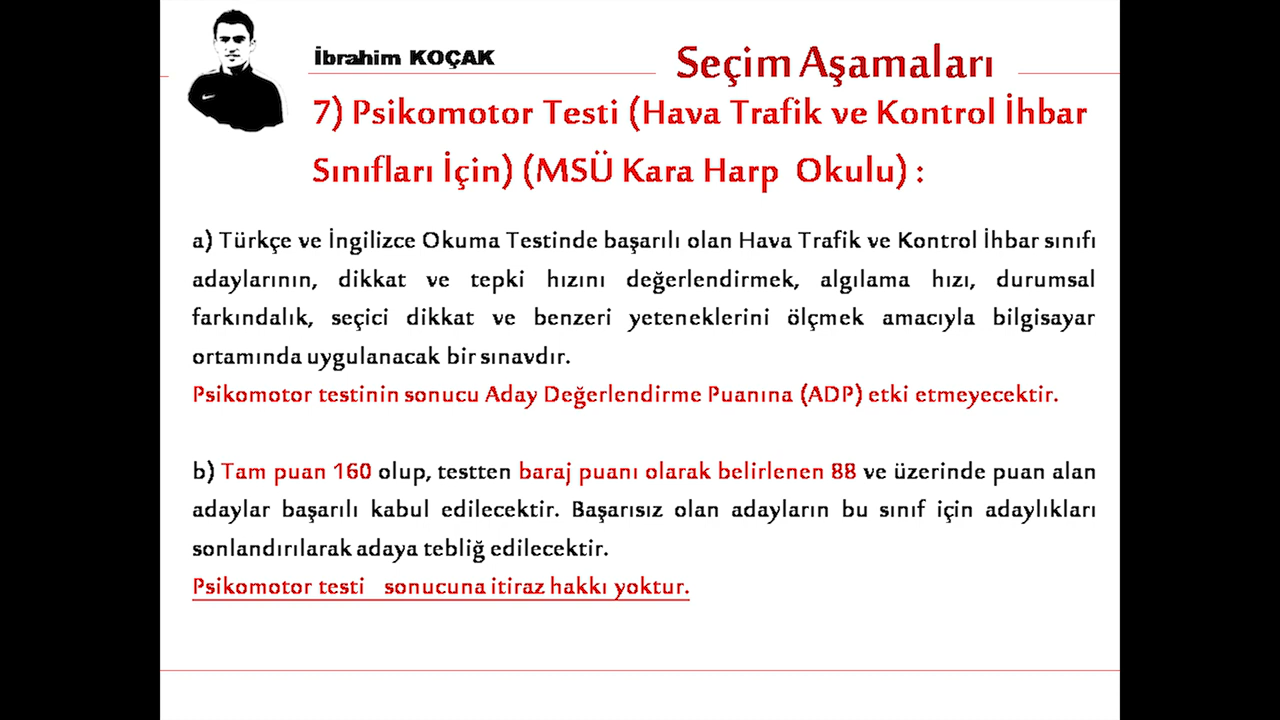 İbrahim KOÇAK
Seçim Aşamaları
7) Psikomotor Testi (Hava Trafik ve Kontrol İhbar
Sınıfları İçin) (MSÜ Kara Harp Okulu) :
a) Türkçe ve İngilizce Okuma Testinde başarılı olan Hava Trafik ve Kontrol İhbar sınıfı
adaylarının, dikkat ve tepki hızını değerlendirmek, algılama hızı, durumsal
farkındalık, seçici dikkat ve benzeri yeteneklerini ölçmek amacıyla bilgisayar
ortamında uygulanacak bir sınavdır.
Psikomotor testinin sonucu Aday Değerlendirme Puanına (ADP) etki etmeyecektir.
b) Tam puan 160 olup, testten baraj puanı olarak belirlenen 88 ve üzerinde puan alan
adaylar başarılı kabul edilecektir. Başarısız olan adayların bu sınıf için adaylıkları
sonlandırılarak adaya tebliğ edilecektir.
Psikomotor testi sonucuna itiraz hakkı yoktur.